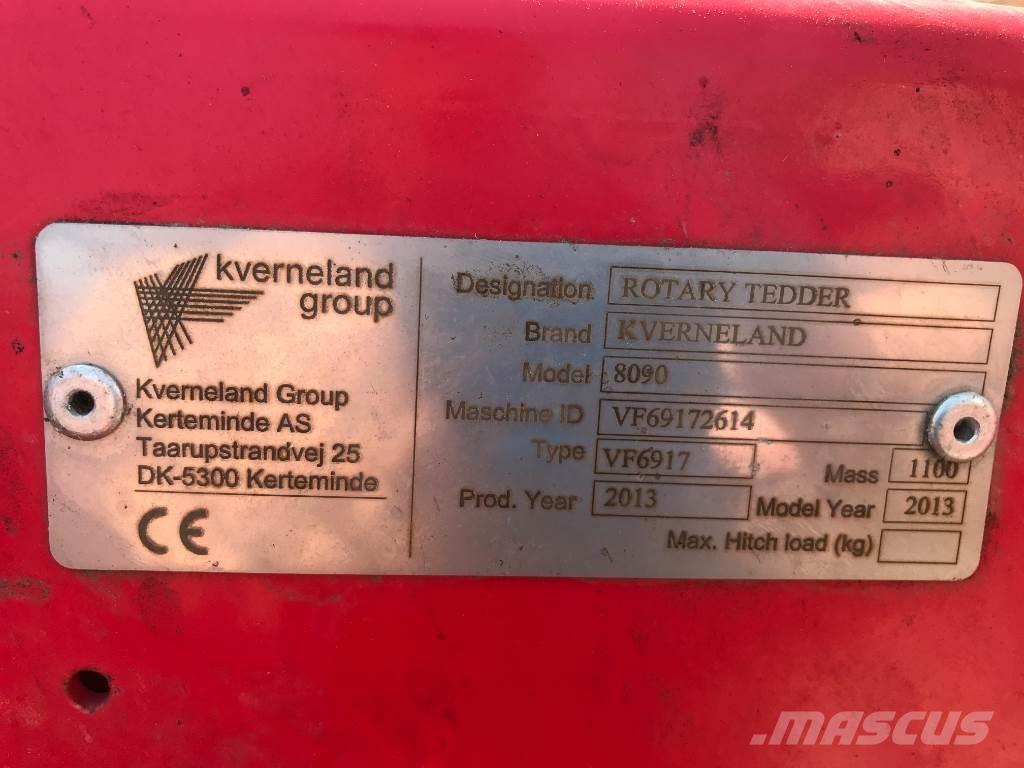 kverneland
group
Kverneland Group
Kerteminde AS
Taarupstrandvej 25
DK-5300 Kerteminde
CE
Designation ROTARY TEDDER
Brand KVERNELAND
Model 8090
Maschine ID VF69172614
Type VF6917 Mass 1100
Prod. Year 2013 Model Year 2013
Max. Hitch load (kg)
MASCUS